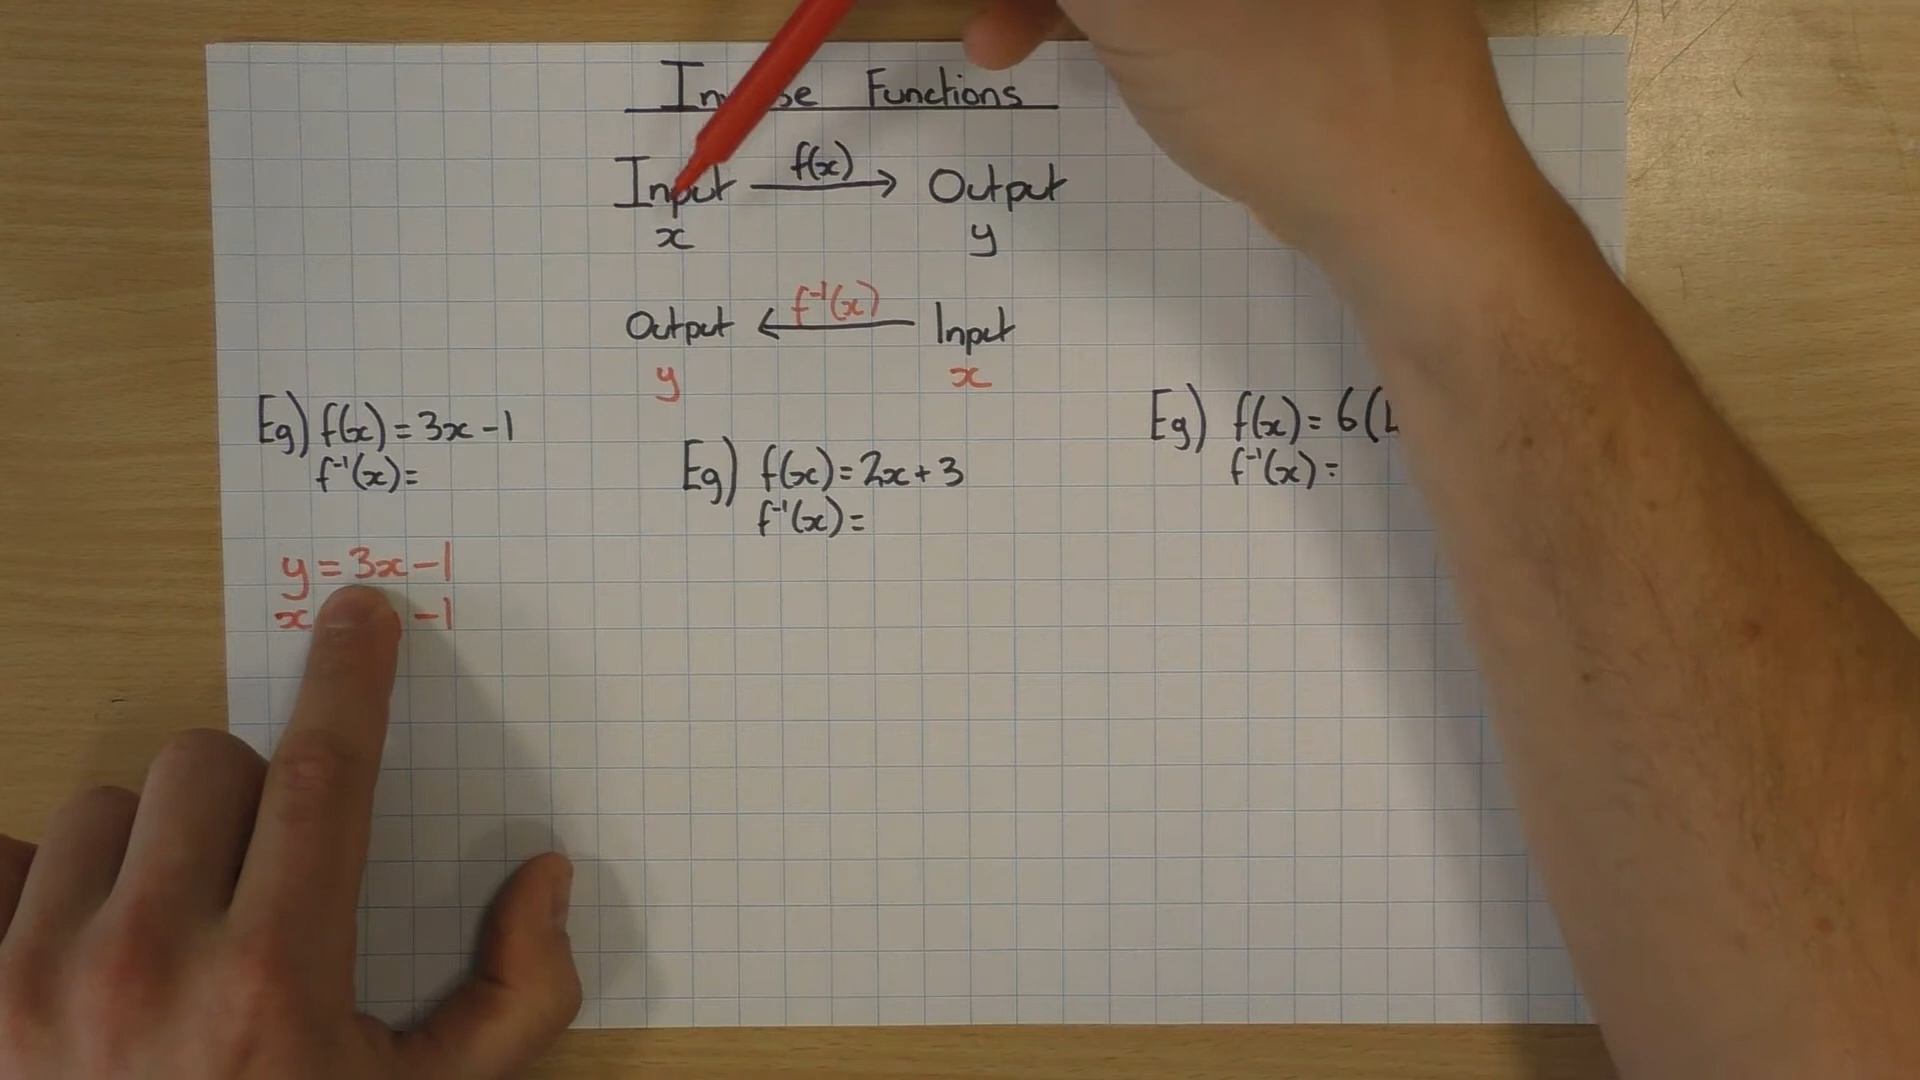 Functions
Input f(x) → Output
x y
Output ← f⁻¹(x) Input
y x
Eg) f(x) = 3x - 1
f⁻¹(x) =
y = 3x - 1
x - 1
Eg) f(x) = 2x + 3
f⁻¹(x) =
Eg) f(x) = 6(
f⁻¹(x) =